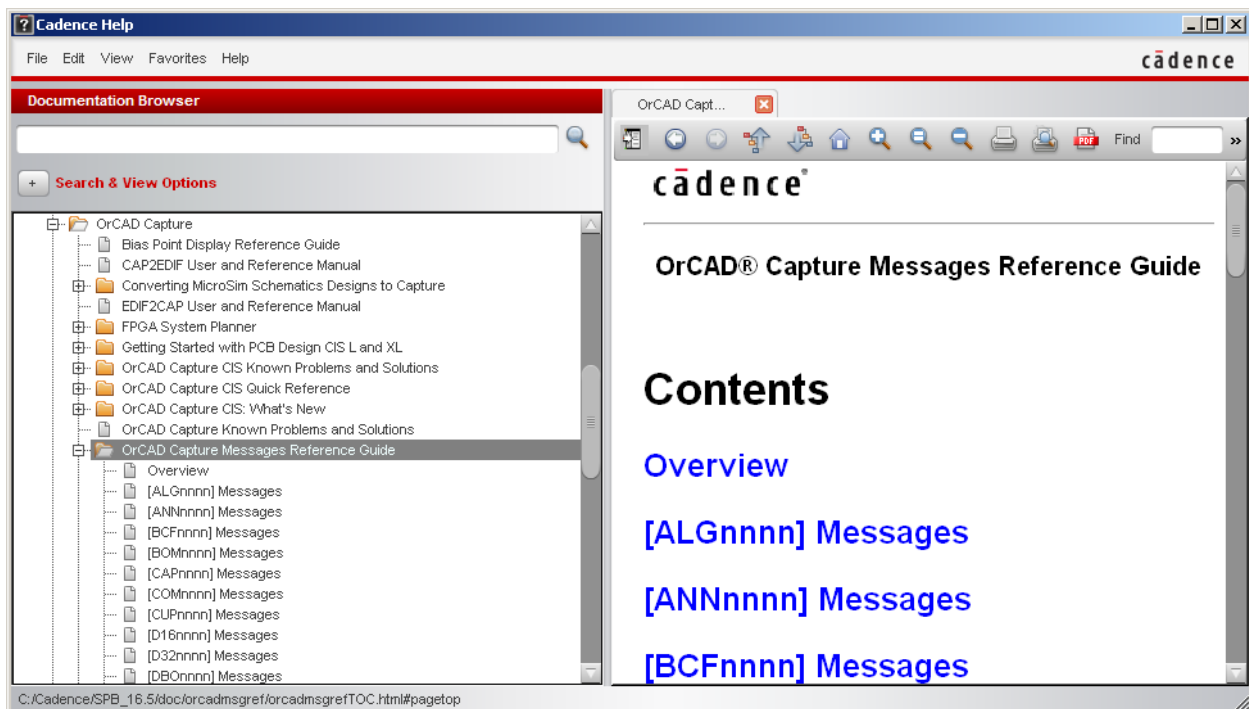 Cadence Help
File Edit View Favorites Help
cādence
Documentation Browser
+ Search & View Options
OrCAD Capture
Bias Point Display Reference Guide
CAP2EDIF User and Reference Manual
Converting MicroSim Schematics Designs to Capture
EDIF2CAP User and Reference Manual
FPGA System Planner
Getting Started with PCB Design CIS L and XL
OrCAD Capture CIS Known Problems and Solutions
OrCAD Capture CIS Quick Reference
OrCAD Capture CIS: What's New
OrCAD Capture Known Problems and Solutions
OrCAD Capture Messages Reference Guide
Overview
[ALGnnnn] Messages
[ANNnnnn] Messages
[BCFnnnn] Messages
[BOMnnnn] Messages
[CAPnnnn] Messages
[COMnnnn] Messages
[CUPnnnn] Messages
[D16nnnn] Messages
[D32nnnn] Messages
[DBOnnnn] Messages
OrCAD Capt...
PDF Find »
cādence®
OrCAD® Capture Messages Reference Guide
Contents
Overview
[ALGnnnn] Messages
[ANNnnnn] Messages
[BCFnnnn] Messages
C:/Cadence/SPB_16.5/doc/orcadmsgref/orcadmsgrefTOC.html#pagetop